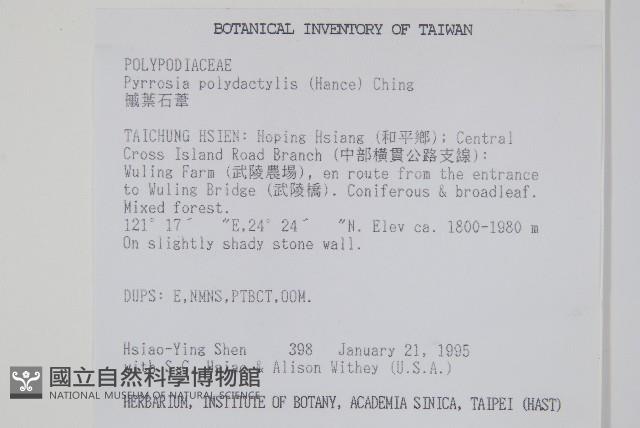 BOTANICAL INVENTORY OF TAIWAN
POLYPODIACEAE
Pyrrosia polydactylis (Hance) Ching
槭葉石葦
TAICHUNG HSIEN: Hoping Hsiang (和平鄉); Central
Cross Island Road Branch (中部橫貫公路支線):
Wuling Farm (武陵農場), en route from the entrance
to Wuling Bridge (武陵橋). Coniferous & broadleaf.
Mixed forest.
121° 17´ "E,24° 24´ "N. Elev ca. 1800-1980 m
On slightly shady stone wall.
DUPS: E,NMNS,PTBCT,OOM.
Hsiao-Ying Shen 398 January 21, 1995
with S.C. Hsiao & Alison Withey (U.S.A.)
國立自然科學博物館
NATIONAL MUSEUM OF NATURAL SCIENCE
HERBARIUM, INSTITUTE OF BOTANY, ACADEMIA SINICA, TAIPEI (HAST)